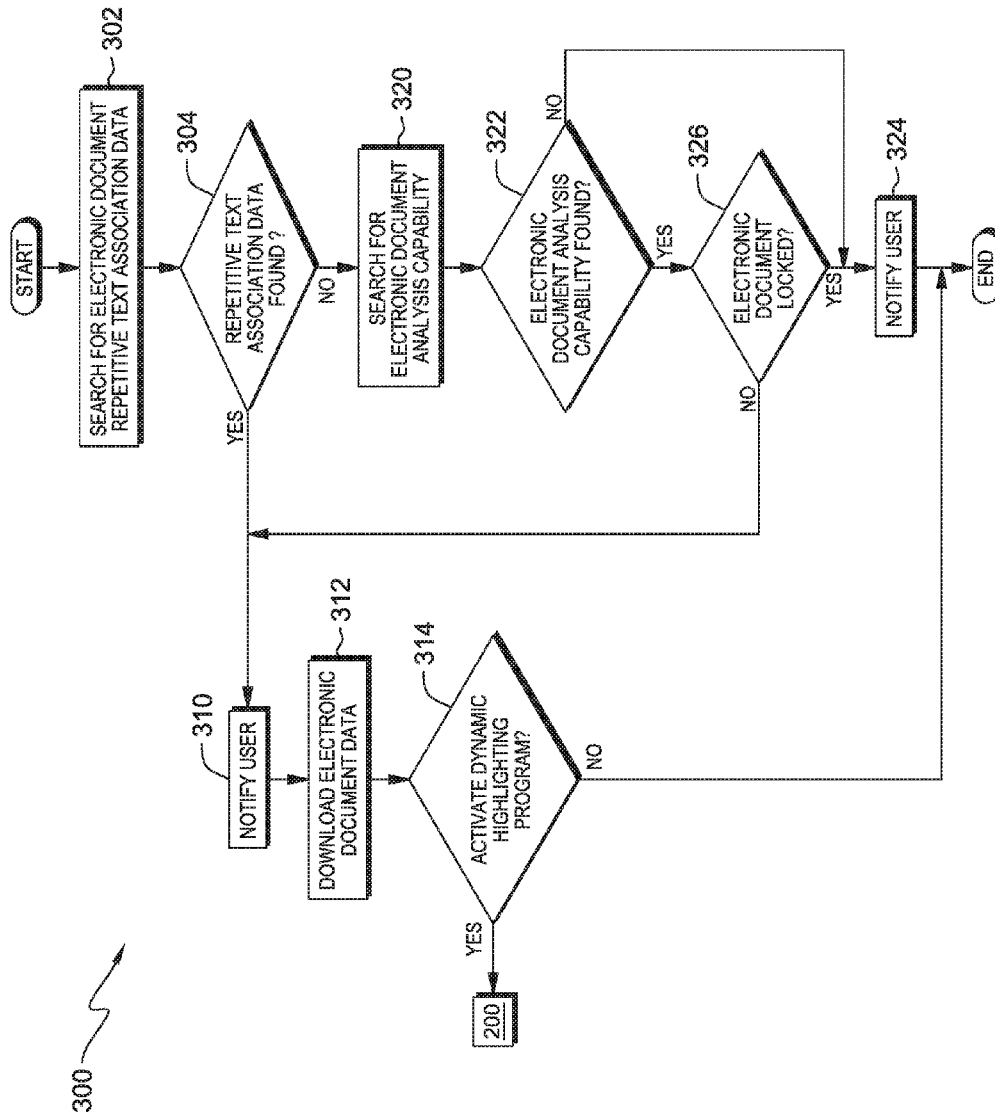 300
START
302
SEARCH FOR ELECTRONIC DOCUMENT
REPETITIVE TEXT ASSOCIATION DATA
304
REPETITIVE TEXT
ASSOCIATION DATA
FOUND ?
YES
NO
310
NOTIFY USER
312
DOWNLOAD ELECTRONIC
DOCUMENT DATA
314
ACTIVATE DYNAMIC
HIGHLIGHTING
PROGRAM?
YES
NO
200
320
SEARCH FOR
ELECTRONIC DOCUMENT
ANALYSIS CAPABILITY
322
ELECTRONIC
DOCUMENT ANALYSIS
CAPABILITY FOUND?
NO
YES
326
ELECTRONIC
DOCUMENT
LOCKED?
NO
YES
324
NOTIFY USER
END